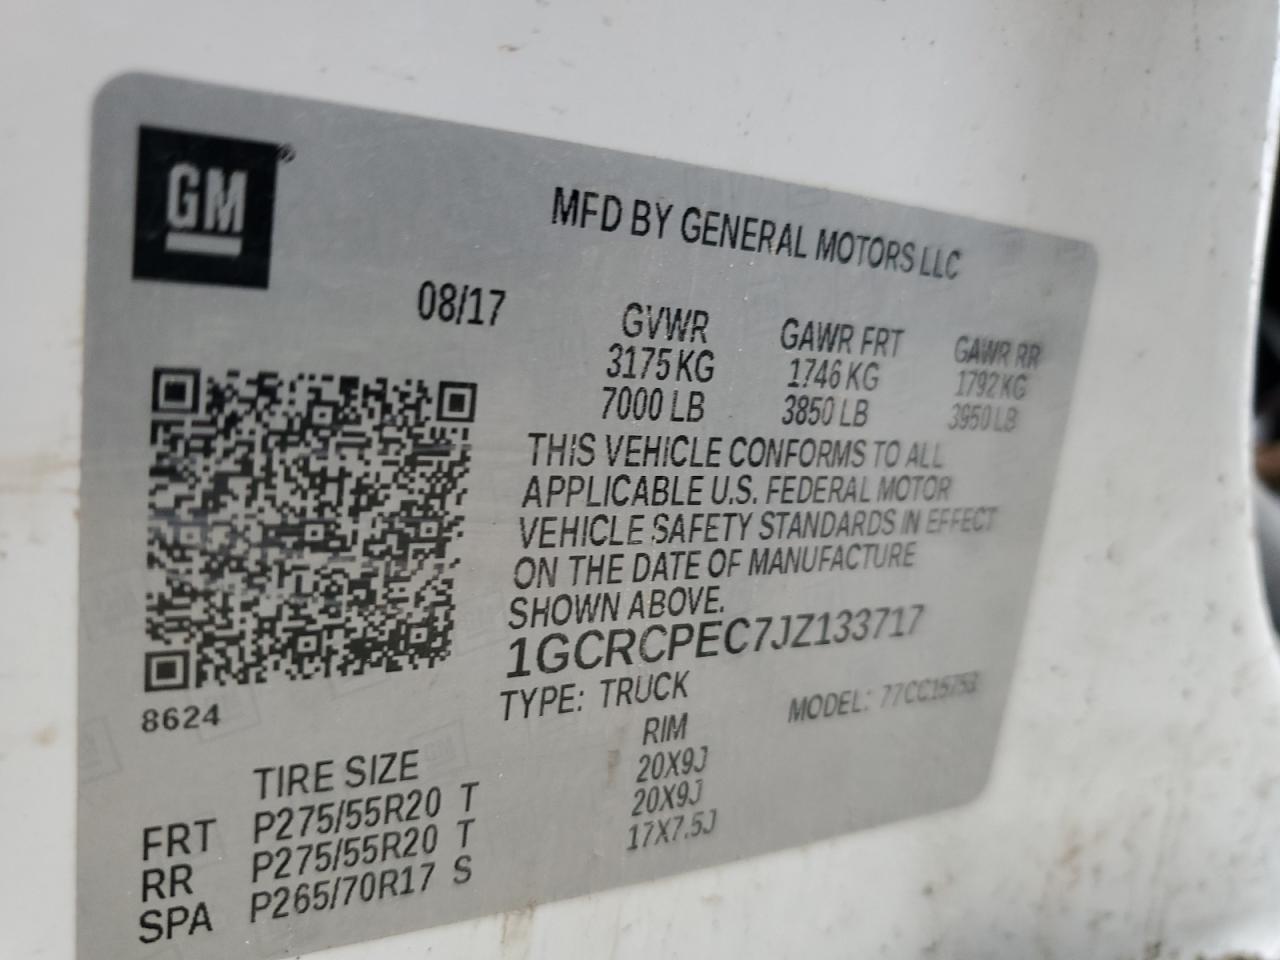 GM
MFD BY GENERAL MOTORS LLC
08/17 GVWR GAWR FRT GAWR RR
3175 KG 1746 KG 1792 KG
7000 LB 3850 LB 3950 LB
THIS VEHICLE CONFORMS TO ALL
APPLICABLE U.S. FEDERAL MOTOR
VEHICLE SAFETY STANDARDS IN EFFECT
ON THE DATE OF MANUFACTURE
SHOWN ABOVE.
1GCRCPEC7JZ133717
8624
TYPE: TRUCK MODEL:
TIRE SIZE RIM
FRT P275/55R20 T 20X9J
RR P275/55R20 T 20X9J
SPA P265/70R17 S 17X7.5J